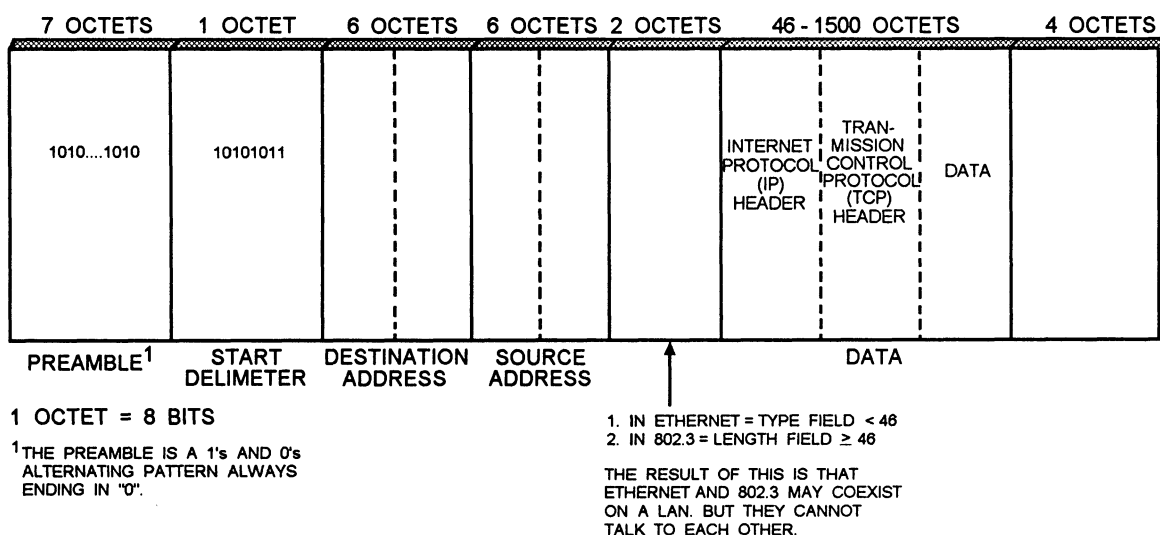 7 OCTETS 1 OCTET 6 OCTETS 6 OCTETS 2 OCTETS 46 - 1500 OCTETS 4 OCTETS
1010....1010
10101011
INTERNET
PROTOCOL
(IP)
HEADER
TRAN-
MISSION
CONTROL
PROTOCOL
(TCP)
HEADER
DATA
PREAMBLE1
START
DELIMETER
DESTINATION
ADDRESS
SOURCE
ADDRESS
DATA
1 OCTET = 8 BITS
1 THE PREAMBLE IS A 1's AND 0's
ALTERNATING PATTERN ALWAYS
ENDING IN "0".
1. IN ETHERNET = TYPE FIELD < 46
2. IN 802.3 = LENGTH FIELD ≥ 46
THE RESULT OF THIS IS THAT
ETHERNET AND 802.3 MAY COEXIST
ON A LAN. BUT THEY CANNOT
TALK TO EACH OTHER.